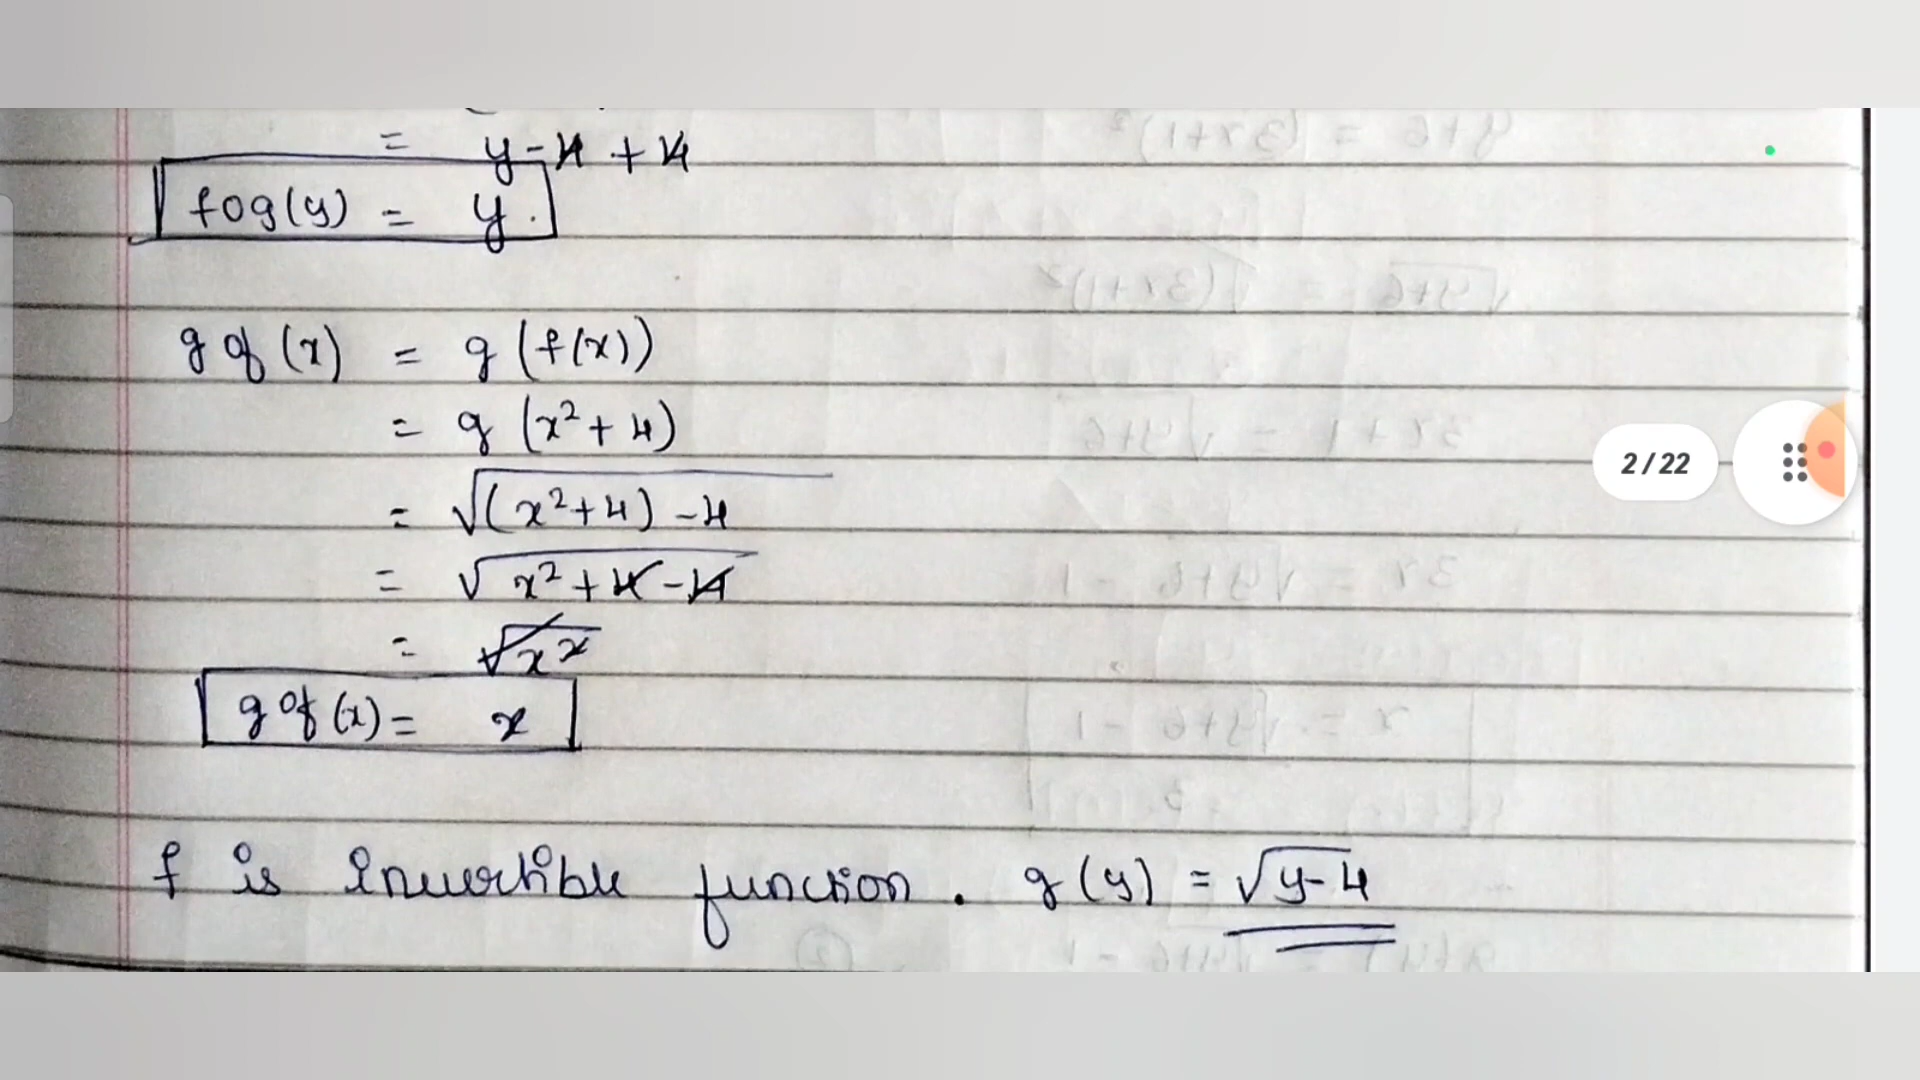 = y-4 + 4
fog(y) = y.
gof(x) = g(f(x))
= g(x²+4)
= √(x²+4) -4
= √x²+4-4
= √x²
gof(x) = x
2/22
f is invertible function. g(y) = √y-4